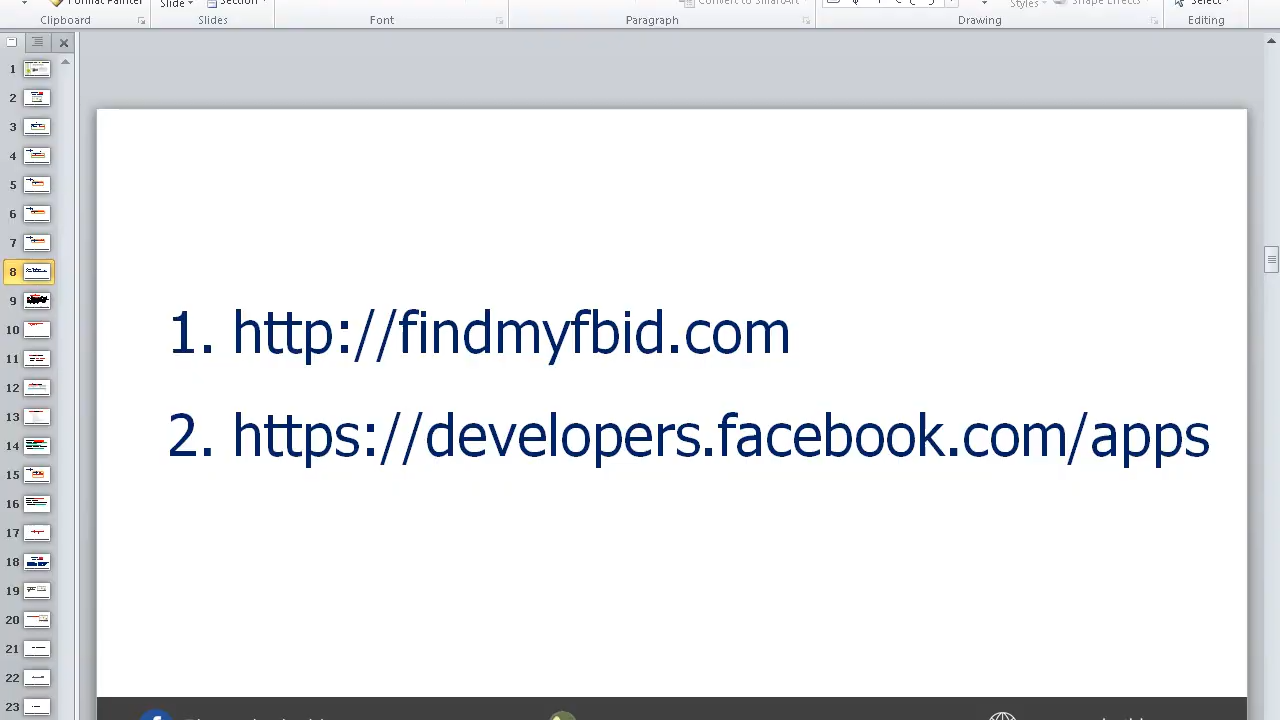 Format Painter
Slide
Section
Convert to SmartArt
Styles
Shape Effects
Select
Clipboard
Slides
Font
Paragraph
Drawing
Editing
1
2
3
4
5
6
7
8
9
10
11
12
13
14
15
16
17
18
19
20
21
22
23
1. http://findmyfbid.com
2. https://developers.facebook.com/apps